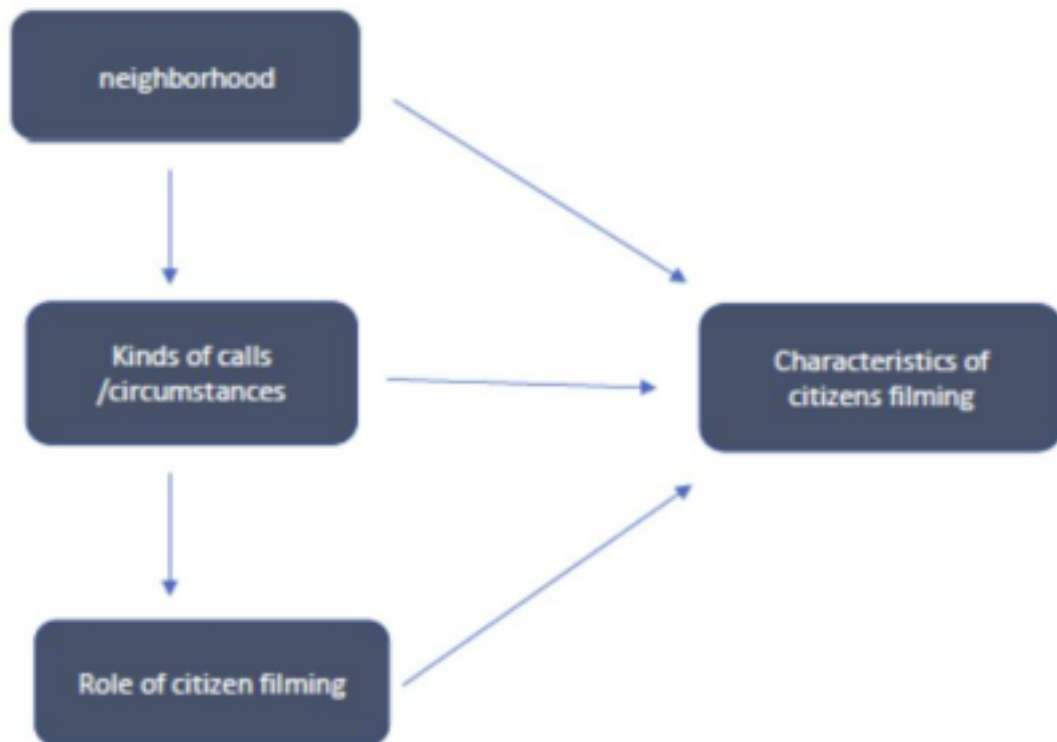 neighborhood
Kinds of calls
/circumstances
Characteristics of
citizens filming
Role of citizen filming